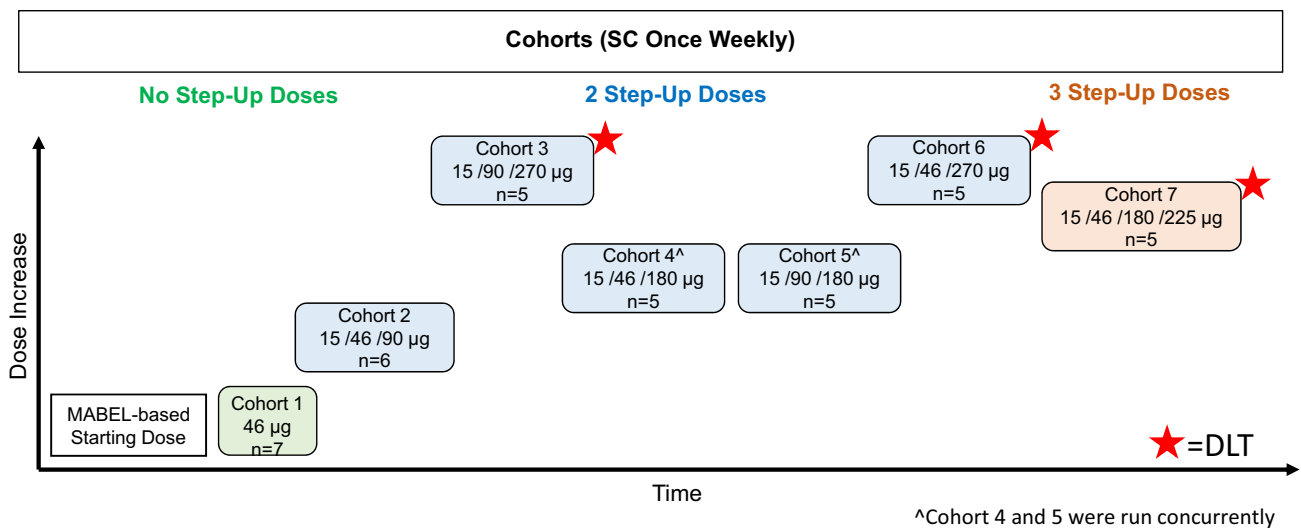 Cohorts (SC Once Weekly)
No Step-Up Doses
2 Step-Up Doses
3 Step-Up Doses
Dose Increase
MABEL-based
Starting Dose
Cohort 1
46 µg
n=7
Cohort 2
15 /46 /90 µg
n=6
Cohort 3
15 /90 /270 µg
n=5
Cohort 4^
15 /46 /180 µg
n=5
Cohort 5^
15 /90 /180 µg
n=5
Cohort 6
15 /46 /270 µg
n=5
Cohort 7
15 /46 /180 /225 µg
n=5
=DLT
Time
^Cohort 4 and 5 were run concurrently